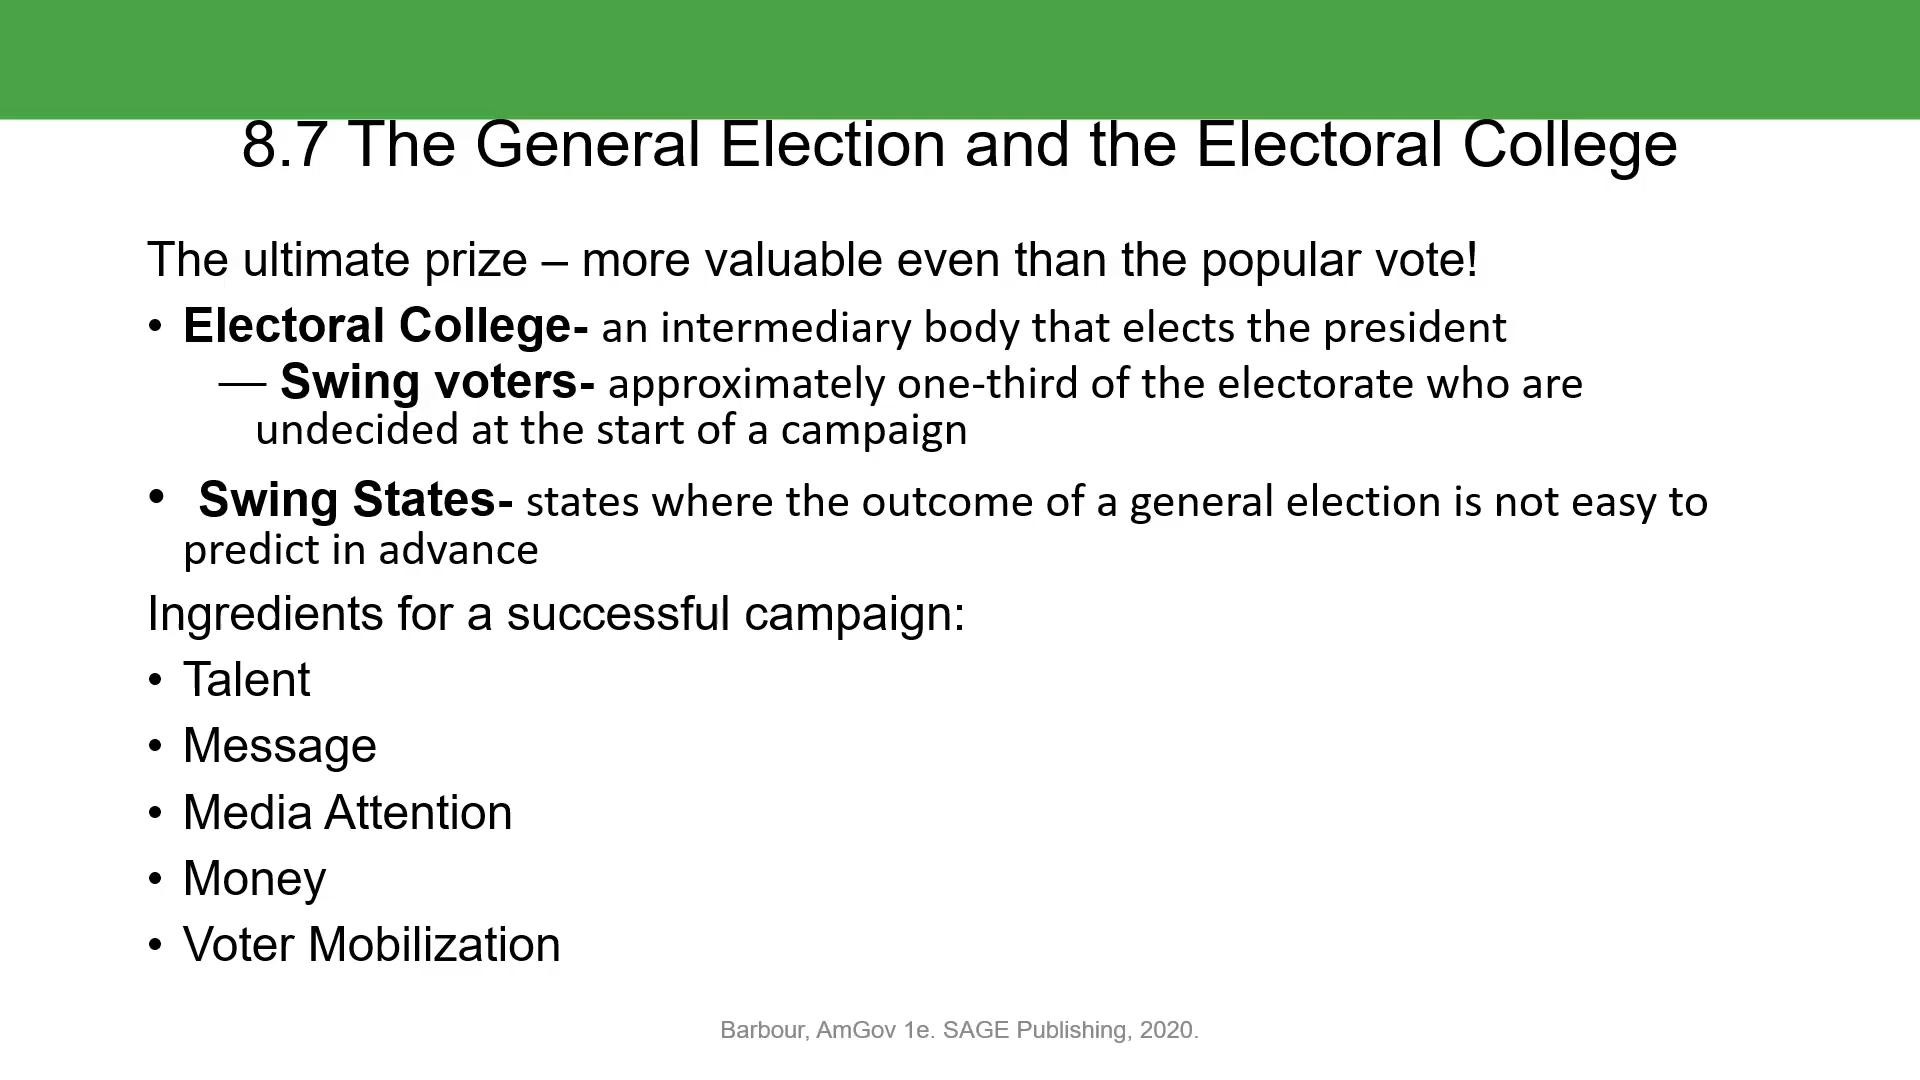 8.7 The General Election and the Electoral College
The ultimate prize – more valuable even than the popular vote!
• Electoral College- an intermediary body that elects the president
— Swing voters- approximately one-third of the electorate who are
undecided at the start of a campaign
• Swing States- states where the outcome of a general election is not easy to
predict in advance
Ingredients for a successful campaign:
• Talent
• Message
• Media Attention
• Money
• Voter Mobilization
Barbour, AmGov 1e. SAGE Publishing, 2020.